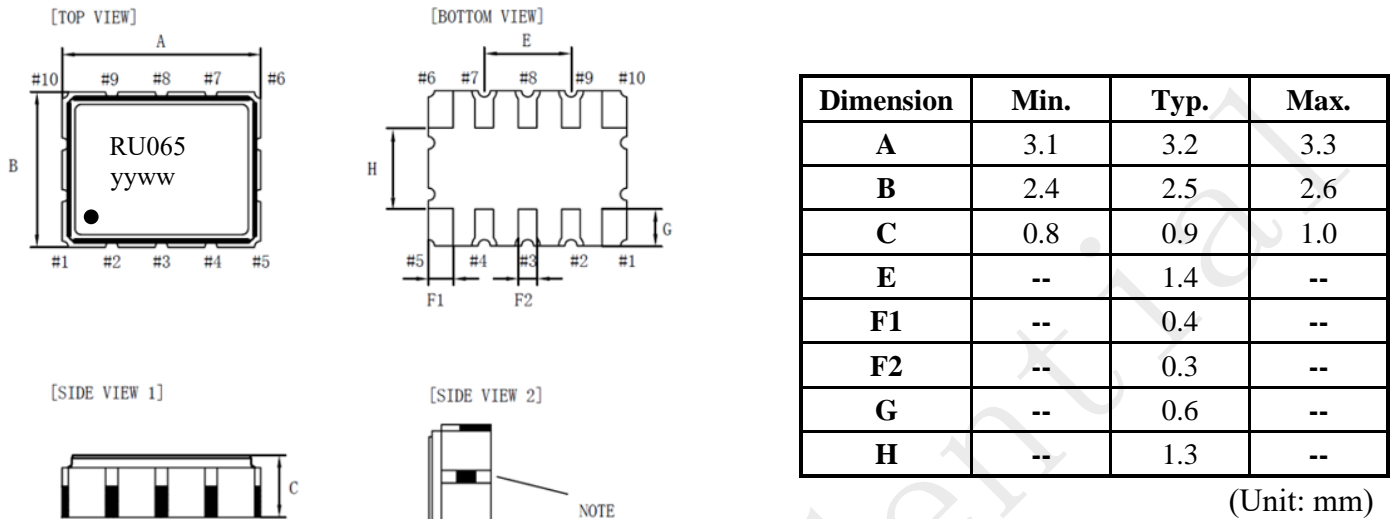 [TOP VIEW]
A
#10 #9 #8 #7 #6
B
RU065
yyww
#1 #2 #3 #4 #5
[BOTTOM VIEW]
E
#6 #7 #8 #9 #10
H
G
#5 #4 #3 #2 #1
F1 F2
[SIDE VIEW 1]
C
[SIDE VIEW 2]
NOTE
Dimension Min. Typ. Max.
A 3.1 3.2 3.3
B 2.4 2.5 2.6
C 0.8 0.9 1.0
E -- 1.4 --
F1 -- 0.4 --
F2 -- 0.3 --
G -- 0.6 --
H -- 1.3 --
(Unit: mm)